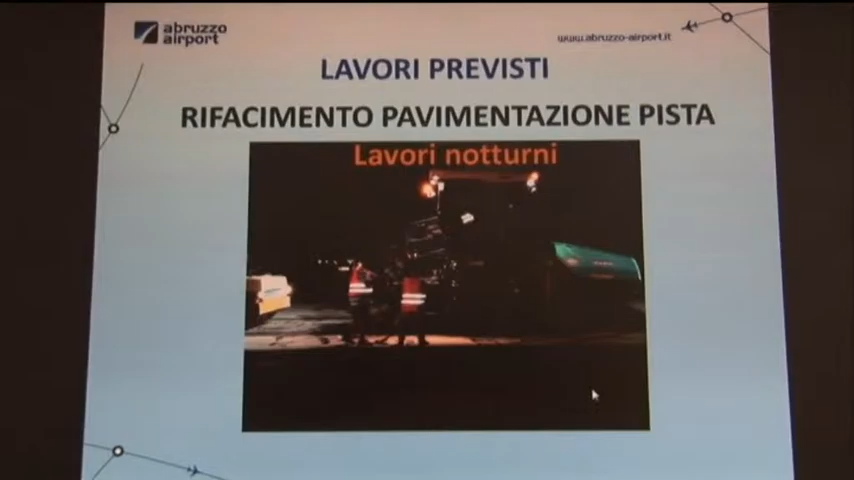 abruzzo
airport
www.abruzzo-airport.it
LAVORI PREVISTI
RIFACIMENTO PAVIMENTAZIONE PISTA
Lavori notturni